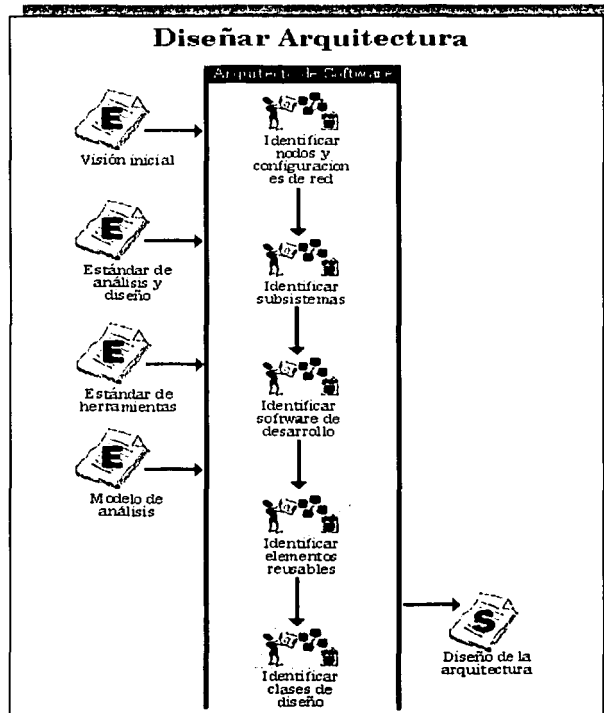 Diseñar Arquitectura
Arquitecto de Software
E
Visión inicial
E
Estándar de
análisis y
diseño
E
Estándar de
herramientas
E
Modelo de
análisis
Identificar
nodos y
configuracion
es de red
Identificar
subsistemas
Identificar
software de
desarrollo
Identificar
elementos
reusables
Identificar
clases de
diseño
S
Diseño de la
arquitectura